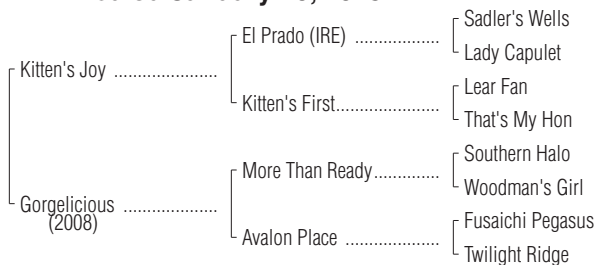 Sadler's Wells
El Prado (IRE) ..................
Lady Capulet
Kitten's Joy ......................
Lear Fan
Kitten's First......................
That's My Hon
Southern Halo
More Than Ready..............
Woodman's Girl
Gorgelicious ....................
(2008)
Fusaichi Pegasus
Avalon Place ....................
Twilight Ridge